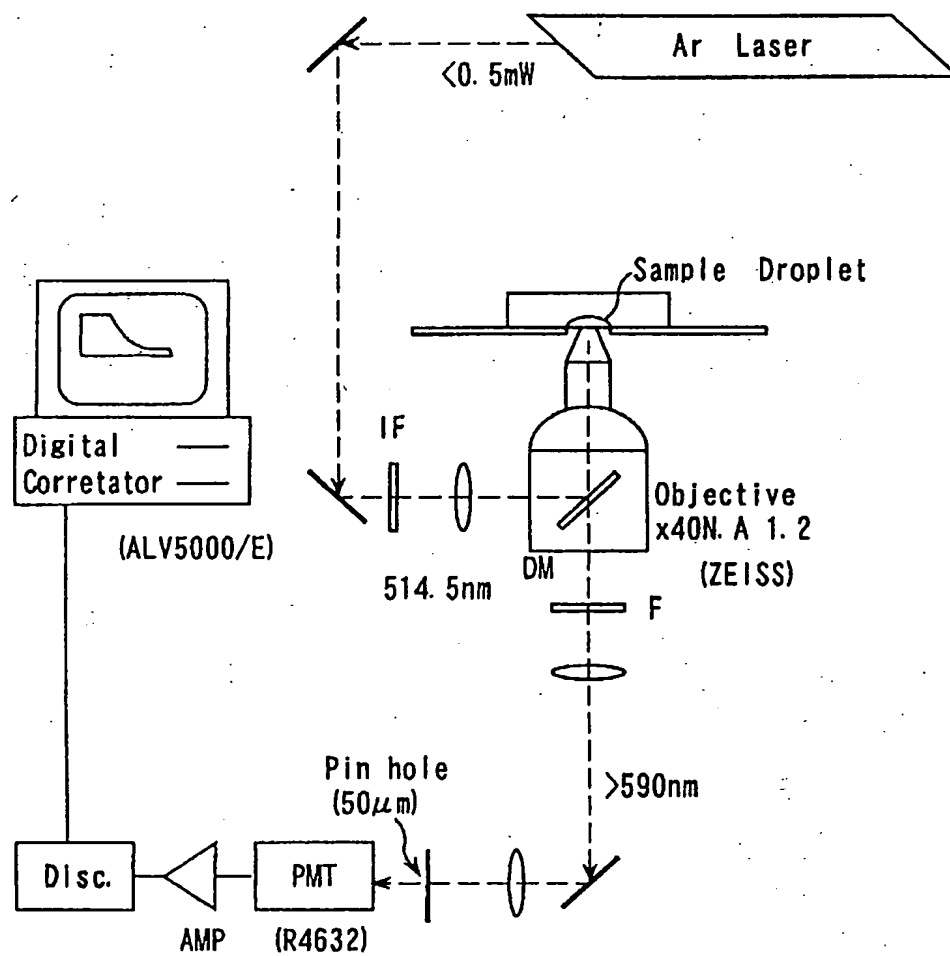 Ar Laser
<0.5mW
Sample Droplet
IF
Digital
Corretator
(ALV5000/E)
514.5nm
DM
Objective
x40N.A 1.2
(ZEISS)
F
Pin hole
(50μm)
>590nm
Disc.
AMP
PMT
(R4632)